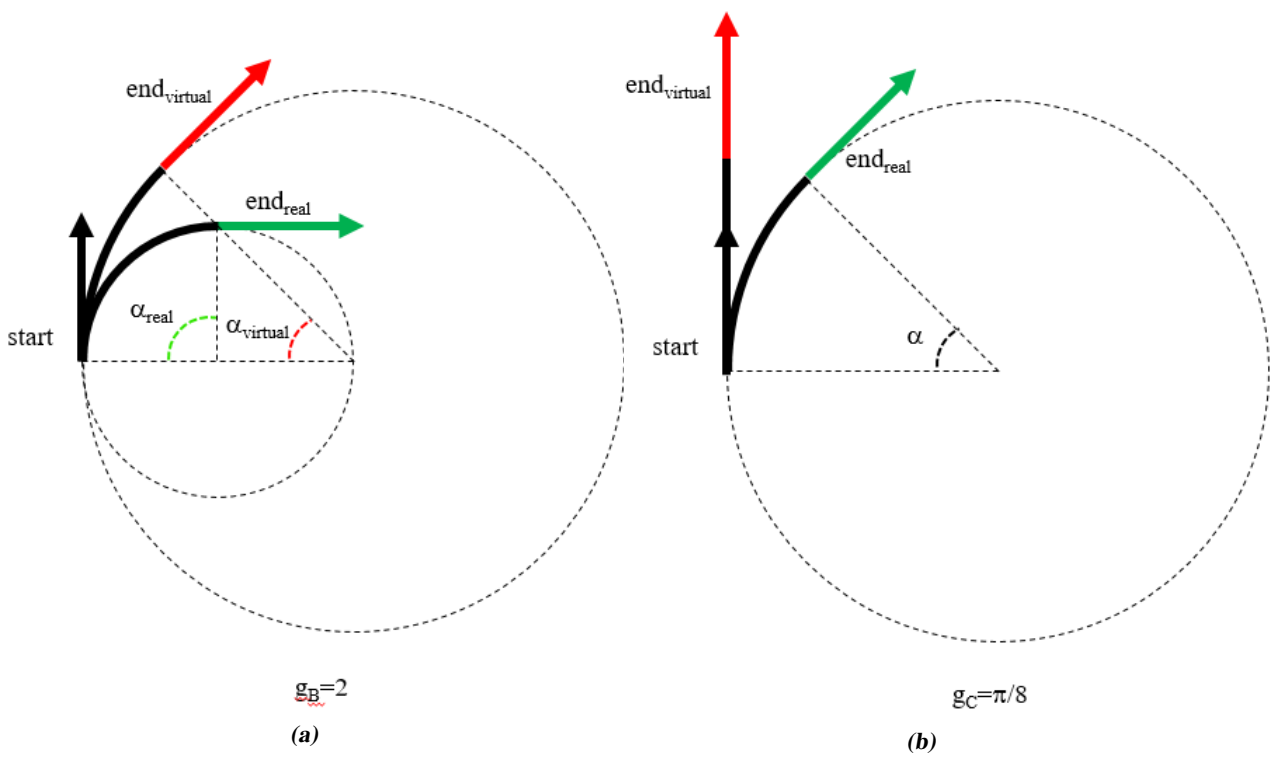 end_virtual
end_real
α_real
α_virtual
start
g_B=2
(a)
end_virtual
end_real
α
start
g_C=π/8
(b)